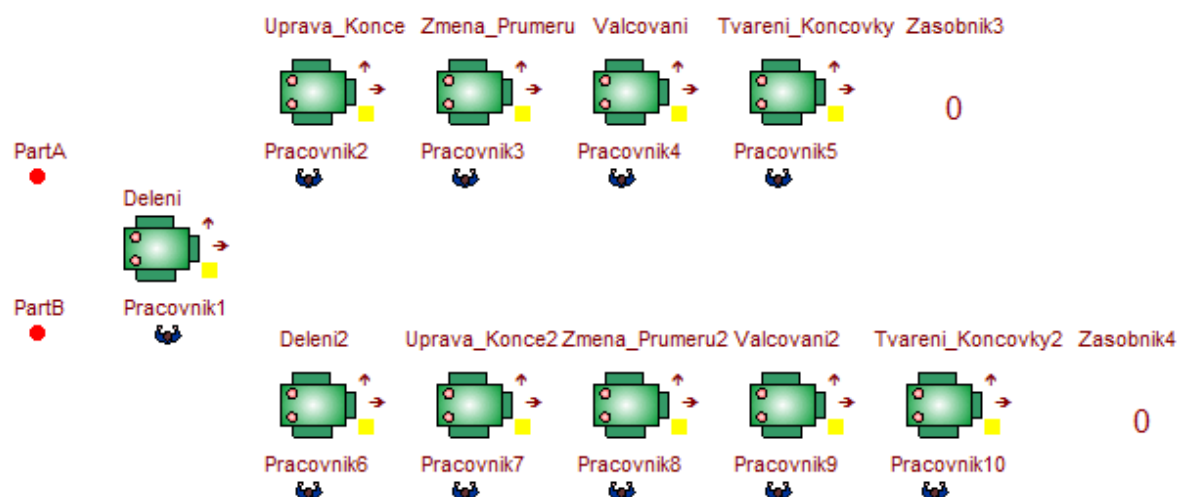 Uprava_Konce Zmena_Prumeru Valcovani Tvareni_Koncovky Zasobnik3
0
PartA Pracovnik2 Pracovnik3 Pracovnik4 Pracovnik5
Deleni
PartB Pracovnik1
Deleni2 Uprava_Konce2 Zmena_Prumeru2 Valcovani2 Tvareni_Koncovky2 Zasobnik4
0
Pracovnik6 Pracovnik7 Pracovnik8 Pracovnik9 Pracovnik10